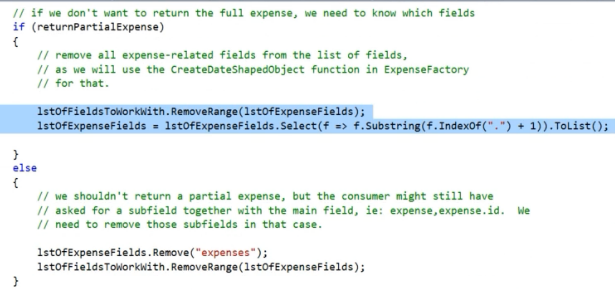 // if we don't want to return the full expense, we need to know which fields
if (returnPartialExpense)
{
// remove all expense-related fields from the list of fields,
// as we will use the CreateDateShapedObject function in ExpenseFactory
// for that.
lstOfFieldsToWorkWith.RemoveRange(lstOfExpenseFields);
lstOfExpenseFields = lstOfExpenseFields.Select(f => f.Substring(f.IndexOf(".") + 1)).ToList();
}
else
{
// we shouldn't return a partial expense, but the consumer might still have
// asked for a subfield together with the main field, ie: expense,expense.id.  We
// need to remove those subfields in that case.
lstOfExpenseFields.Remove("expenses");
lstOfFieldsToWorkWith.RemoveRange(lstOfExpenseFields);
}